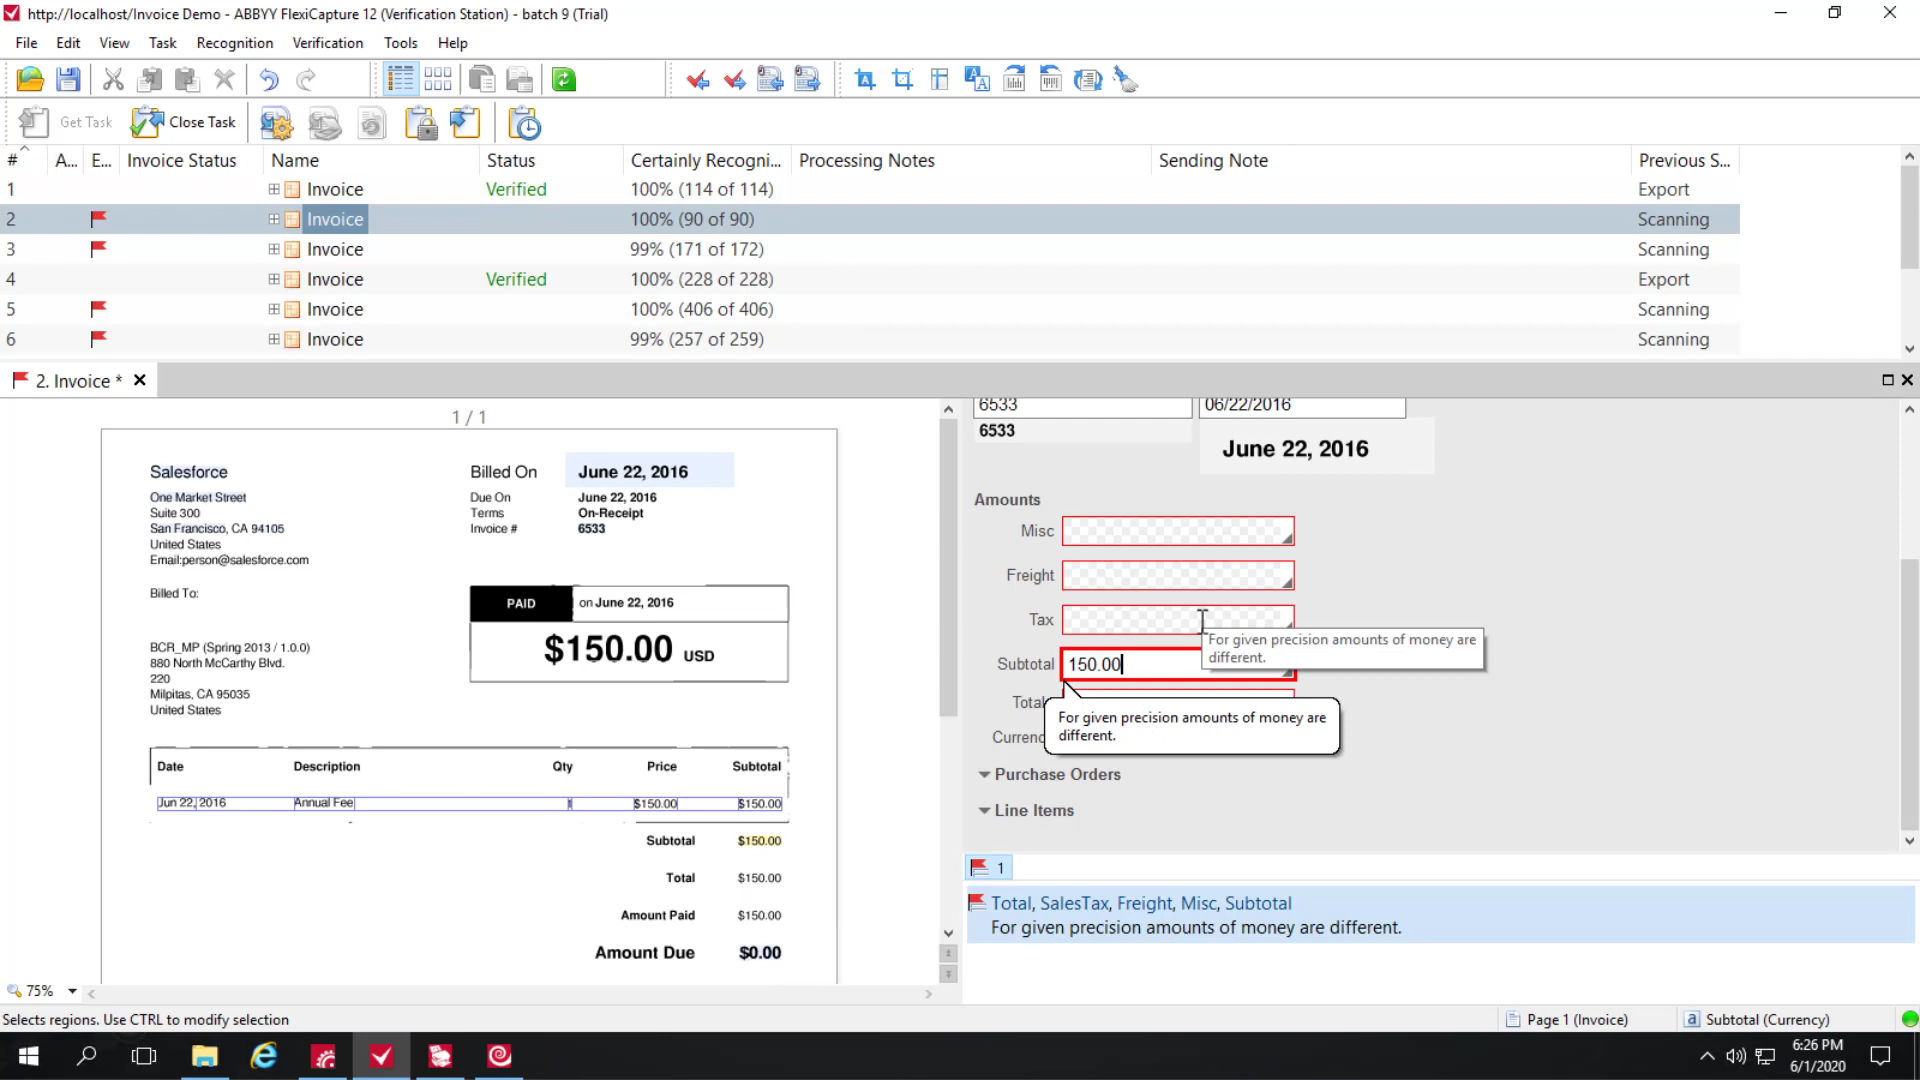 http://localhost/Invoice Demo - ABBYY FlexiCapture 12 (Verification Station) - batch 9 (Trial)
File Edit View Task Recognition Verification Tools Help
Get Task Close Task
# A... E... Invoice Status Name Status Certainly Recogni... Processing Notes Sending Note Previous S...
1 Invoice Verified 100% (114 of 114) Export
2 Invoice 100% (90 of 90) Scanning
3 Invoice 99% (171 of 172) Scanning
4 Invoice Verified 100% (228 of 228) Export
5 Invoice 100% (406 of 406) Scanning
6 Invoice 99% (257 of 259) Scanning
2. Invoice *
1 / 1
Salesforce
One Market Street
Suite 300
San Francisco, CA 94105
United States
Email:person@salesforce.com
Billed On June 22, 2016
Due On June 22, 2016
Terms On-Receipt
Invoice # 6533
Billed To:
BCR_MP (Spring 2013 / 1.0.0)
880 North McCarthy Blvd.
220
Milpitas, CA 95035
United States
PAID on June 22, 2016
$150.00 USD
Date Description Qty Price Subtotal
Jun 22, 2016 Annual Fee $150.00 $150.00
Subtotal $150.00
Total $150.00
Amount Paid $150.00
Amount Due $0.00
75%
6533 06/22/2016
6533
June 22, 2016
Amounts
Misc
Freight
Tax
For given precision amounts of money are
different.
Subtotal 150.00
Total
For given precision amounts of money are
different.
Currenc
Purchase Orders
Line Items
1
Total, SalesTax, Freight, Misc, Subtotal
For given precision amounts of money are different.
Selects regions. Use CTRL to modify selection
Page 1 (Invoice)
a Subtotal (Currency)
6:26 PM
6/1/2020